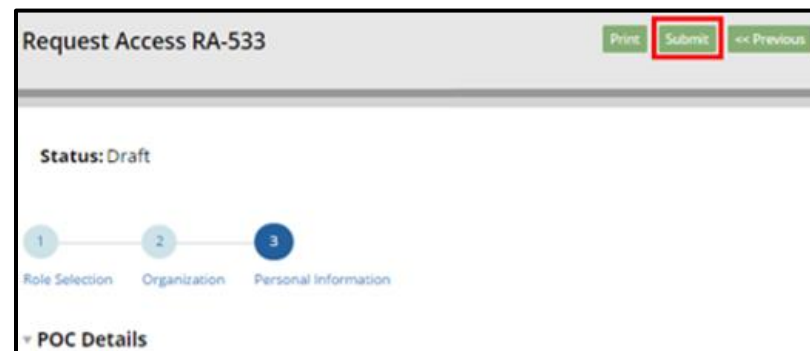 Request Access RA-533
Print Submit << Previous
Status: Draft
1 2 3
Role Selection Organization Personal Information
POC Details